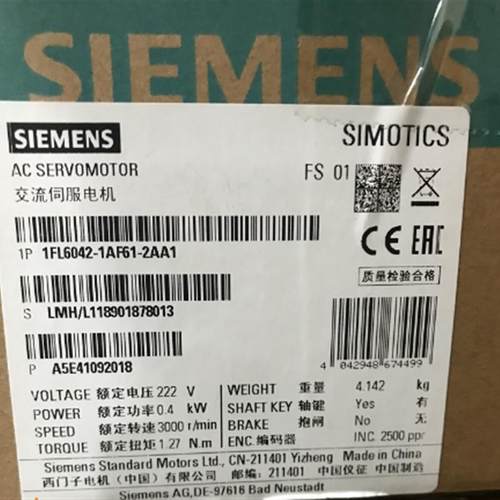 SIEMENS
SIEMENS SIMOTICS
AC SERVOMOTOR FS 01
交流伺服电机
1P 1FL6042-1AF61-2AA1
CE EAC
质量检验合格
S LMH/L118901878013
P A5E41092018
4 042948 674499
VOLTAGE 额定电压 222 V WEIGHT 重量 4.142 kg
POWER 额定功率 0.4 kW SHAFT KEY 轴键 Yes 有
SPEED 额定转速 3000 r/min BRAKE 抱闸 No 无
TORQUE 额定扭矩 1.27 N.m ENC 编码器 INC 2500 ppr
Siemens Standard Motors Ltd., CN-211401 Yizheng Made in China
西门子电机（中国）有限公司 邮编：211401 中国仪征 中国制造
Siemens AG,DE-97616 Bad Neustadt